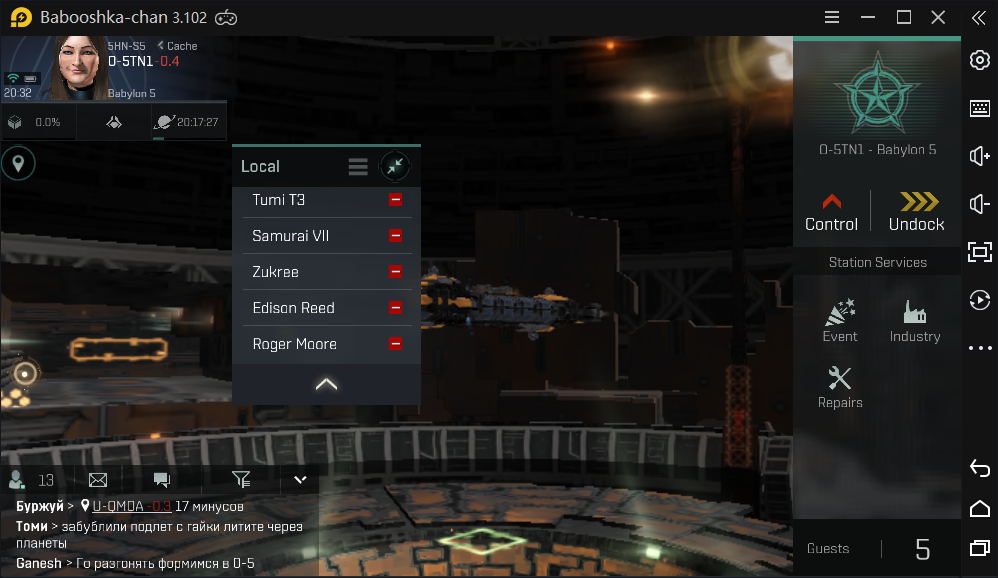 Babooshka-chan 3.102
5HN-S5 < Cache
O-5TN1 -0.4
20:32
Babylon 5
0.0%
20:17:27
Local
Tumi T3
Samurai VII
Zukree
Edison Reed
Roger Moore
O-5TN1 - Babylon 5
Control
Undock
Station Services
Event
Industry
Repairs
Guests
5
13
Буржуй > U-QMOA -0.3 17 минусов
Томи > забублили подлет с гайки литите через
планеты
Ganesh > Го разгонять формимся в О-5